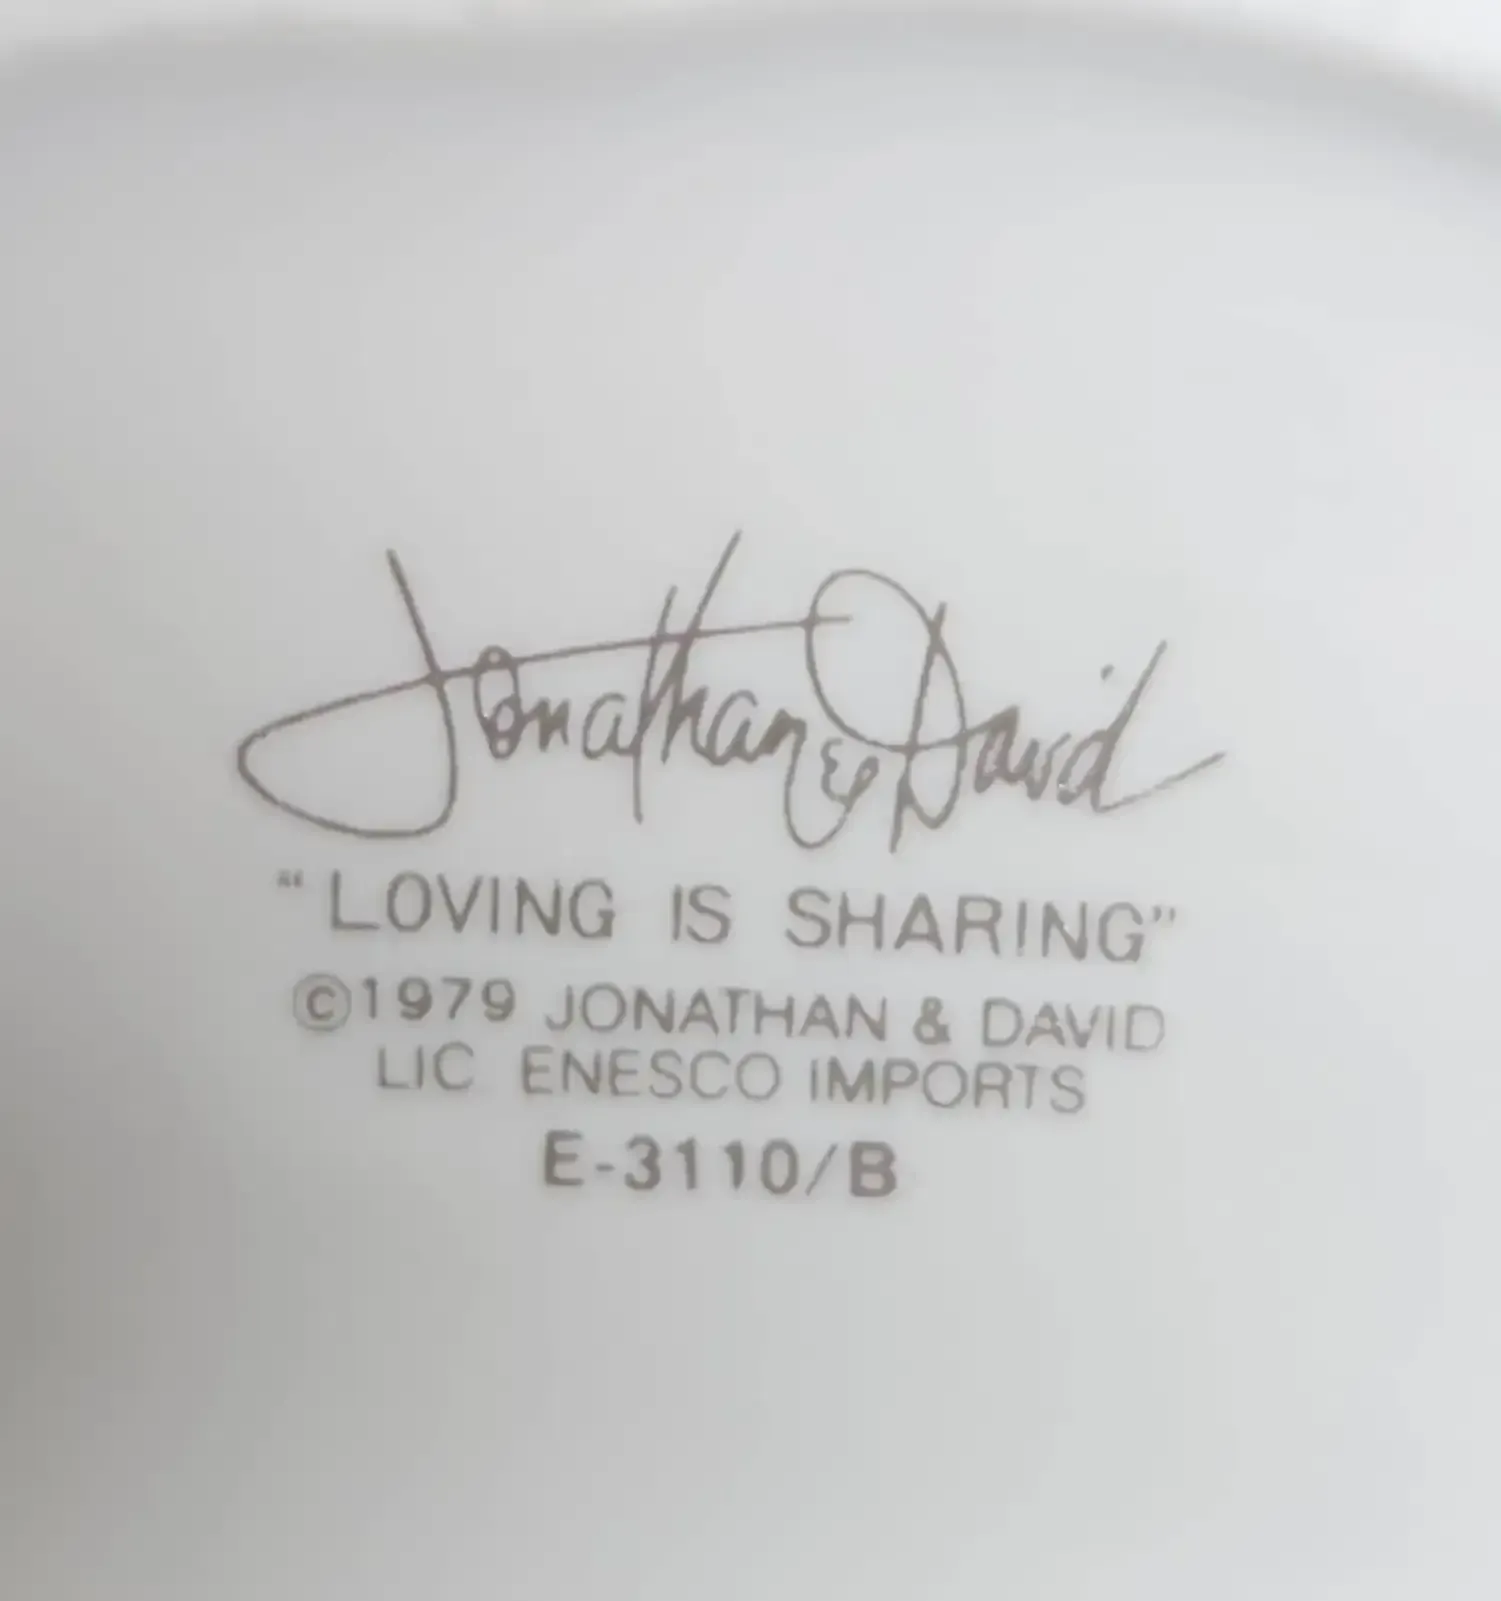 Jonathan & David
“LOVING IS SHARING”
©1979 JONATHAN & DAVID
LIC ENESCO IMPORTS
E-3110/B